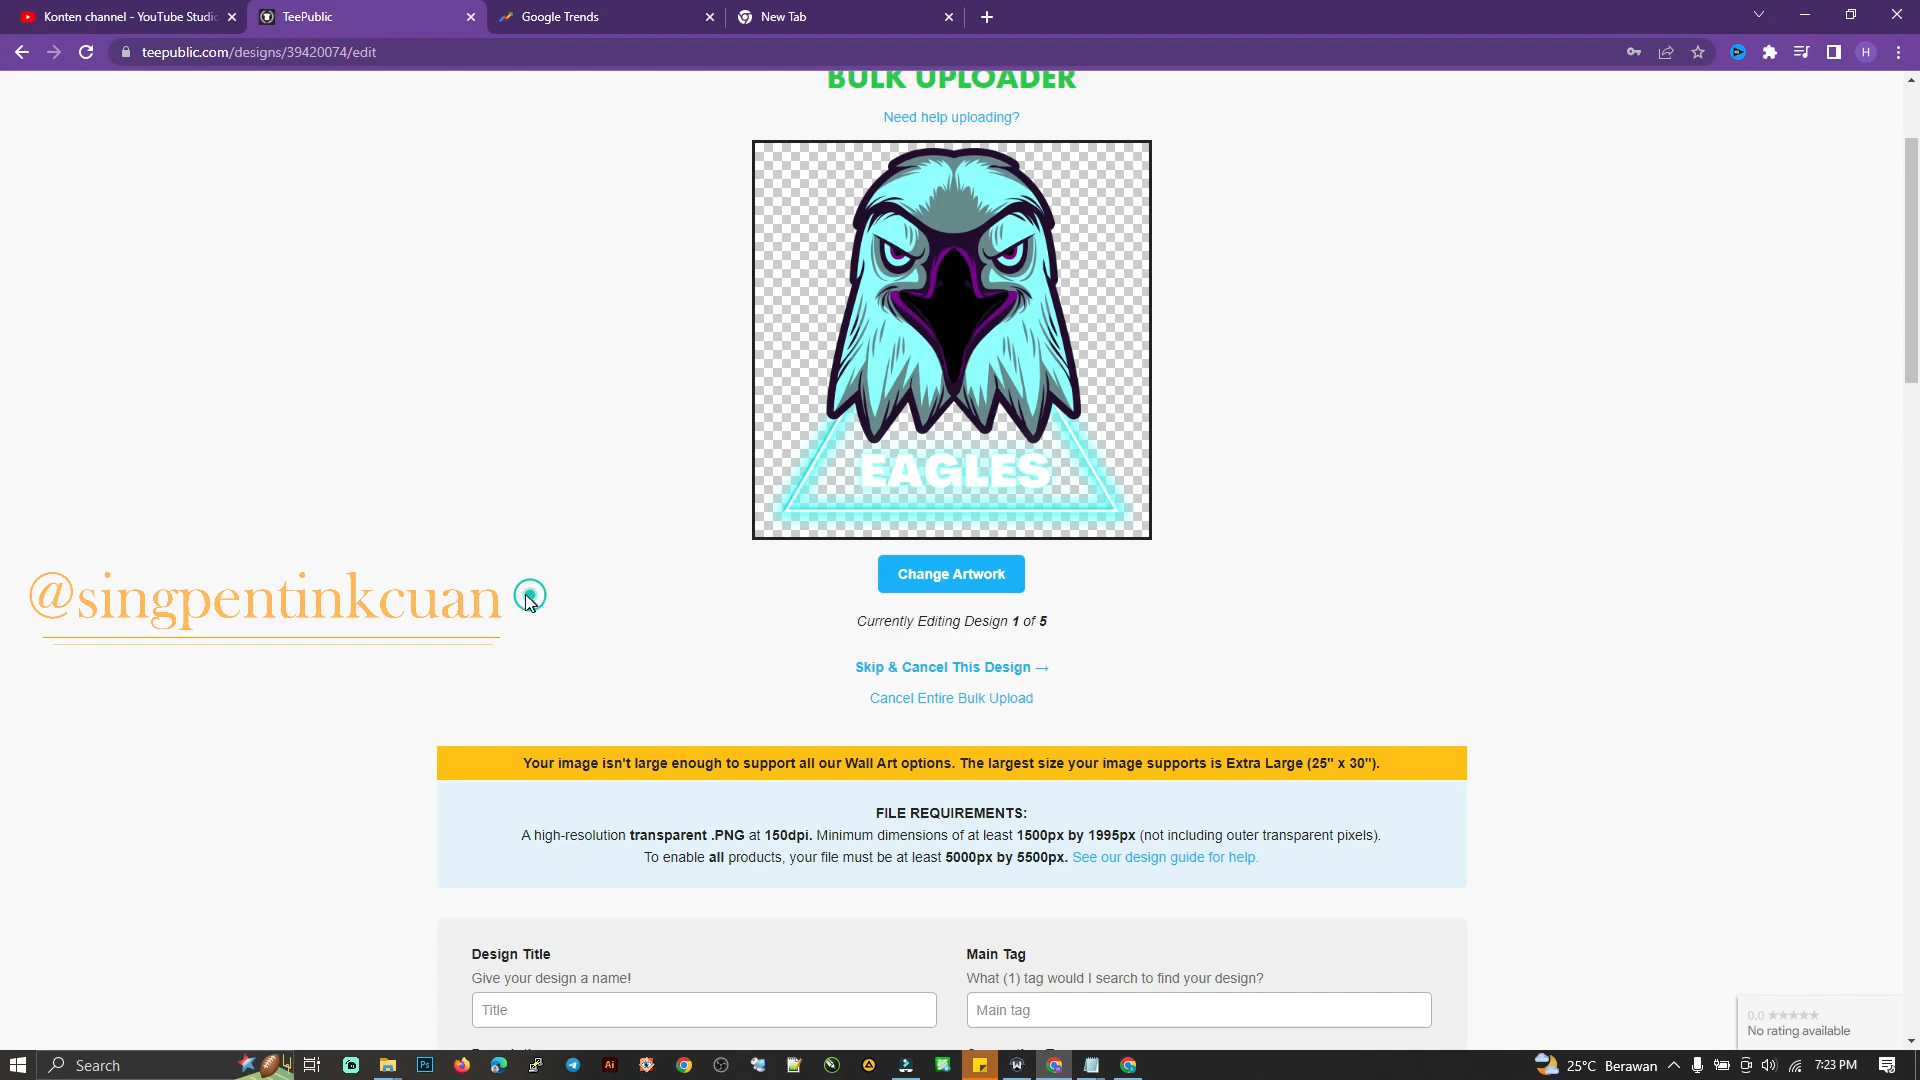 Konten channel - YouTube Studi
TeePublic
Google Trends
New Tab
teepublic.com/designs/39420074/edit
H
BULK UPLOADER
Need help uploading?
EAGLES
Change Artwork
@singpentinkcuan
Currently Editing Design 1 of 5
Skip & Cancel This Design →
Cancel Entire Bulk Upload
Your image isn't large enough to support all our Wall Art options. The largest size your image supports is Extra Large (25" x 30").
FILE REQUIREMENTS:
A high-resolution transparent .PNG at 150dpi. Minimum dimensions of at least 1500px by 1995px (not including outer transparent pixels).
To enable all products, your file must be at least 5000px by 5500px. See our design guide for help.
Design Title
Main Tag
Give your design a name!
What (1) tag would I search to find your design?
Title
Main tag
0.0 ★★★★★
No rating available
Search
Ps
Ai
25°C Berawan
7:23 PM